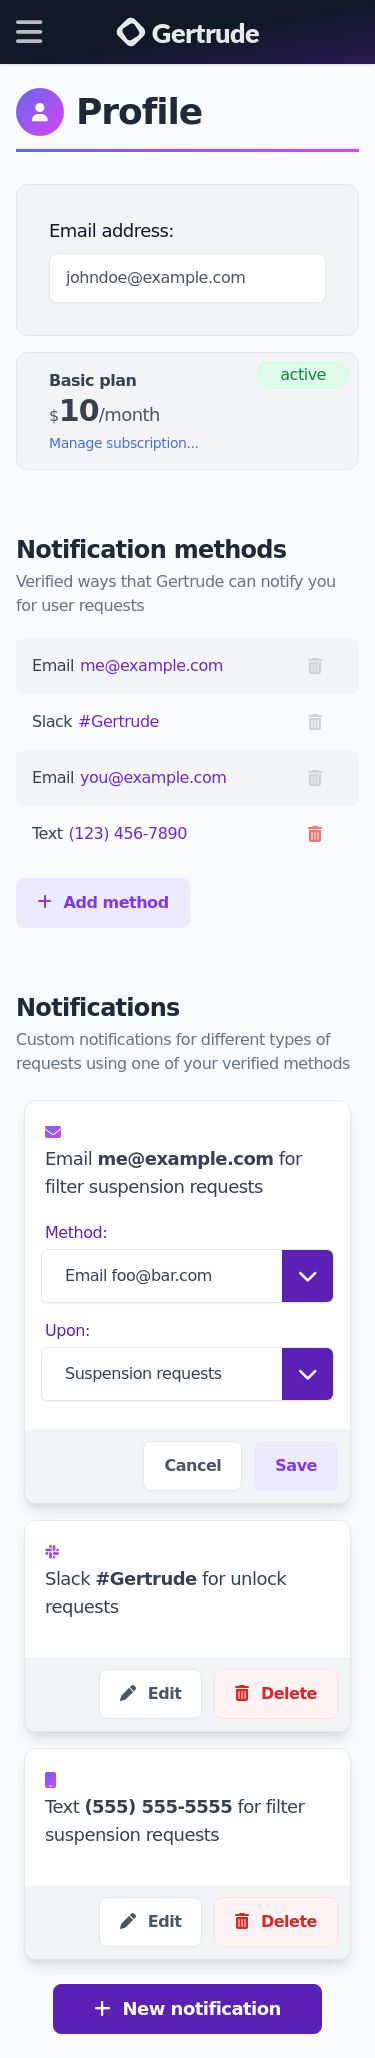 Gertrude
Profile
Email address:
johndoe@example.com
Basic plan
active
$10/month
Manage subscription...
Notification methods
Verified ways that Gertrude can notify you
for user requests
Email me@example.com
Slack #Gertrude
Email you@example.com
Text (123) 456-7890
Add method
Notifications
Custom notifications for different types of
requests using one of your verified methods
Email me@example.com for
filter suspension requests
Method:
Email foo@bar.com
Upon:
Suspension requests
Cancel
Save
Slack #Gertrude for unlock
requests
Edit
Delete
Text (555) 555-5555 for filter
suspension requests
Edit
Delete
New notification